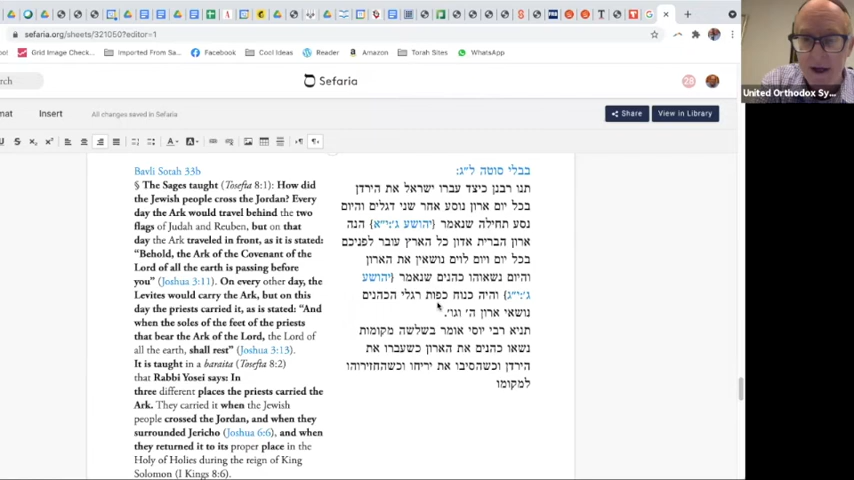 sefaria.org/sheets/321050?editor=1
Grid Image Check...
Imported From Sa...
Facebook
Cool Ideas
Reader
Amazon
Torah Sites
WhatsApp
rch
Sefaria
28
United Orthodox Sy...
mat
Insert
All changes saved in Sefaria
Share
View in Library
Bavli Sotah 33b
§ The Sages taught (Tosefta 8:1): How did
the Jewish people cross the Jordan? Every
day the Ark would travel behind the two
flags of Judah and Reuben, but on that
day the Ark traveled in front, as it is stated:
“Behold, the Ark of the Covenant of the
Lord of all the earth is passing before
you” (Joshua 3:11). On every other day, the
Levites would carry the Ark, but on this
day the priests carried it, as is stated: “And
when the soles of the feet of the priests
that bear the Ark of the Lord, the Lord of
all the earth, shall rest” (Joshua 3:13).
It is taught in a baraita (Tosefta 8:2)
that Rabbi Yosei says: In
three different places the priests carried the
Ark. They carried it when the Jewish
people crossed the Jordan, and when they
surrounded Jericho (Joshua 6:6), and when
they returned it to its proper place in the
Holy of Holies during the reign of King
Solomon (I Kings 8:6).
בבלי סוטה ל״ג:
תנו רבנן כיצד עברו ישראל את הירדן
בכל יום ארון נוסע אחר שני דגלים והיום
נסע תחילה שנאמר {יהושע ג׳:י״א} הנה
ארון הברית אדון כל הארץ עובר לפניכם
בכל יום ויום לוים נושאין את הארון
והיום נשאוהו כהנים שנאמר {יהושע
ג׳:י״ג} והיה כנוח כפות רגלי הכהנים
נושאי ארון ה׳ וגו׳.
תניא רבי יוסי אומר בשלשה מקומות
נשאו כהנים את הארון כשעברו את
הירדן וכשהסיבו את יריחו וכשהחזירוהו
למקומו